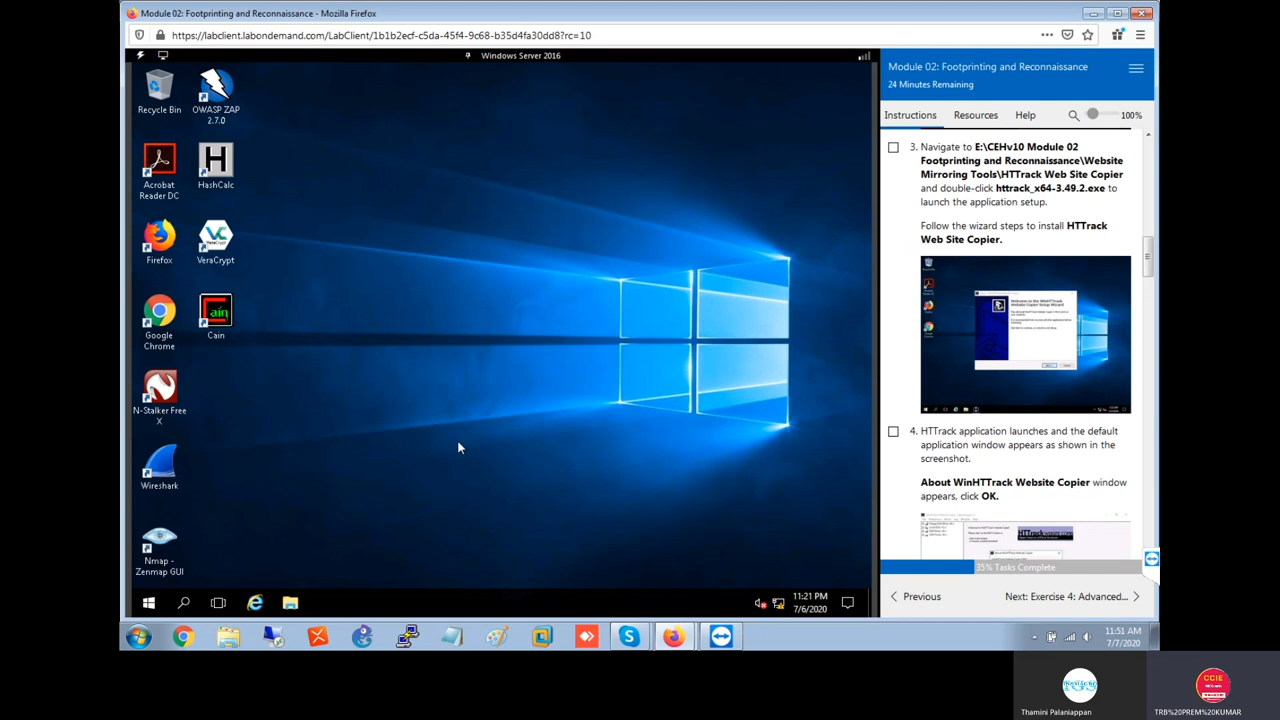 Module 02: Footprinting and Reconnaissance - Mozilla Firefox
https://labclient.labondemand.com/LabClient/1b1b2ecf-c5da-45f4-9c68-b35d4fa30dd8?rc=10
Windows Server 2016
Recycle Bin
OWASP ZAP
2.7.0
Acrobat
Reader DC
HashCalc
Firefox
VeraCrypt
Google
Chrome
Cain
N-Stalker Free
X
Wireshark
Nmap -
Zenmap GUI
11:21 PM
7/6/2020
Module 02: Footprinting and Reconnaissance
24 Minutes Remaining
Instructions
Resources
Help
100%
3. Navigate to E:\CEHv10 Module 02
Footprinting and Reconnaissance\Website
Mirroring Tools\HTTrack Web Site Copier
and double-click httrack_x64-3.49.2.exe to
launch the application setup.
Follow the wizard steps to install HTTrack
Web Site Copier.
4. HTTrack application launches and the default
application window appears as shown in the
screenshot.
About WinHTTrack Website Copier window
appears, click OK.
35% Tasks Complete
Previous
Next: Exercise 4: Advanced...
11:51 AM
7/7/2020
Thamini Palaniappan
CCIE
TRB%20PREM%20KUMAR